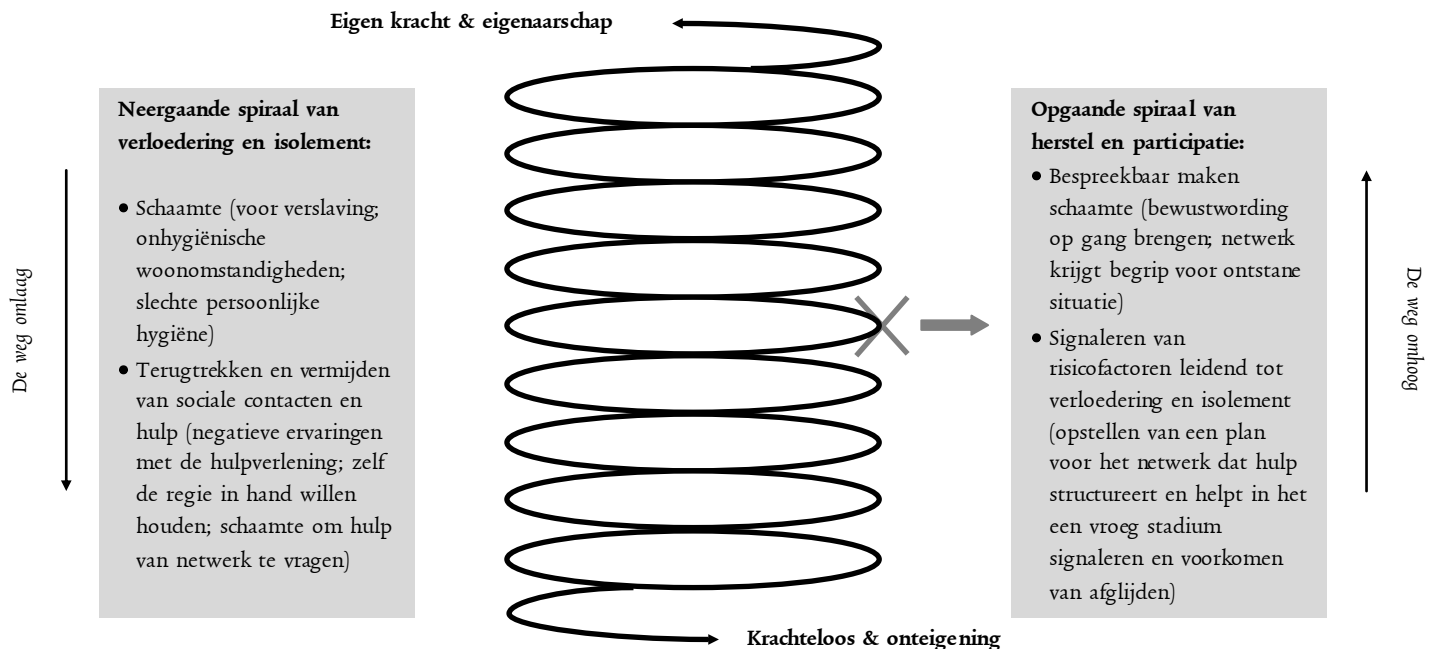 Eigen kracht & eigenaarschap
De weg omlaag
Neergaande spiraal van
verloedering en isolement:
• Schaamte (voor verslaving;
onhygiënische
woonomstandigheden;
slechte persoonlijke
hygiëne)
• Terugtrekken en vermijden
van sociale contacten en
hulp (negatieve ervaringen
met de hulpverlening; zelf
de regie in hand willen
houden; schaamte om hulp
van netwerk te vragen)
Opgaande spiraal van
herstel en participatie:
• Bespreekbaar maken
schaamte (bewustwording
op gang brengen; netwerk
krijgt begrip voor ontstane
situatie)
• Signaleren van
risicofactoren leidend tot
verloedering en isolement
(opstellen van een plan
voor het netwerk dat hulp
structureert en helpt in het
een vroeg stadium
signaleren en voorkomen
van afglijden)
De weg omhoog
Krachteloos & onteigening